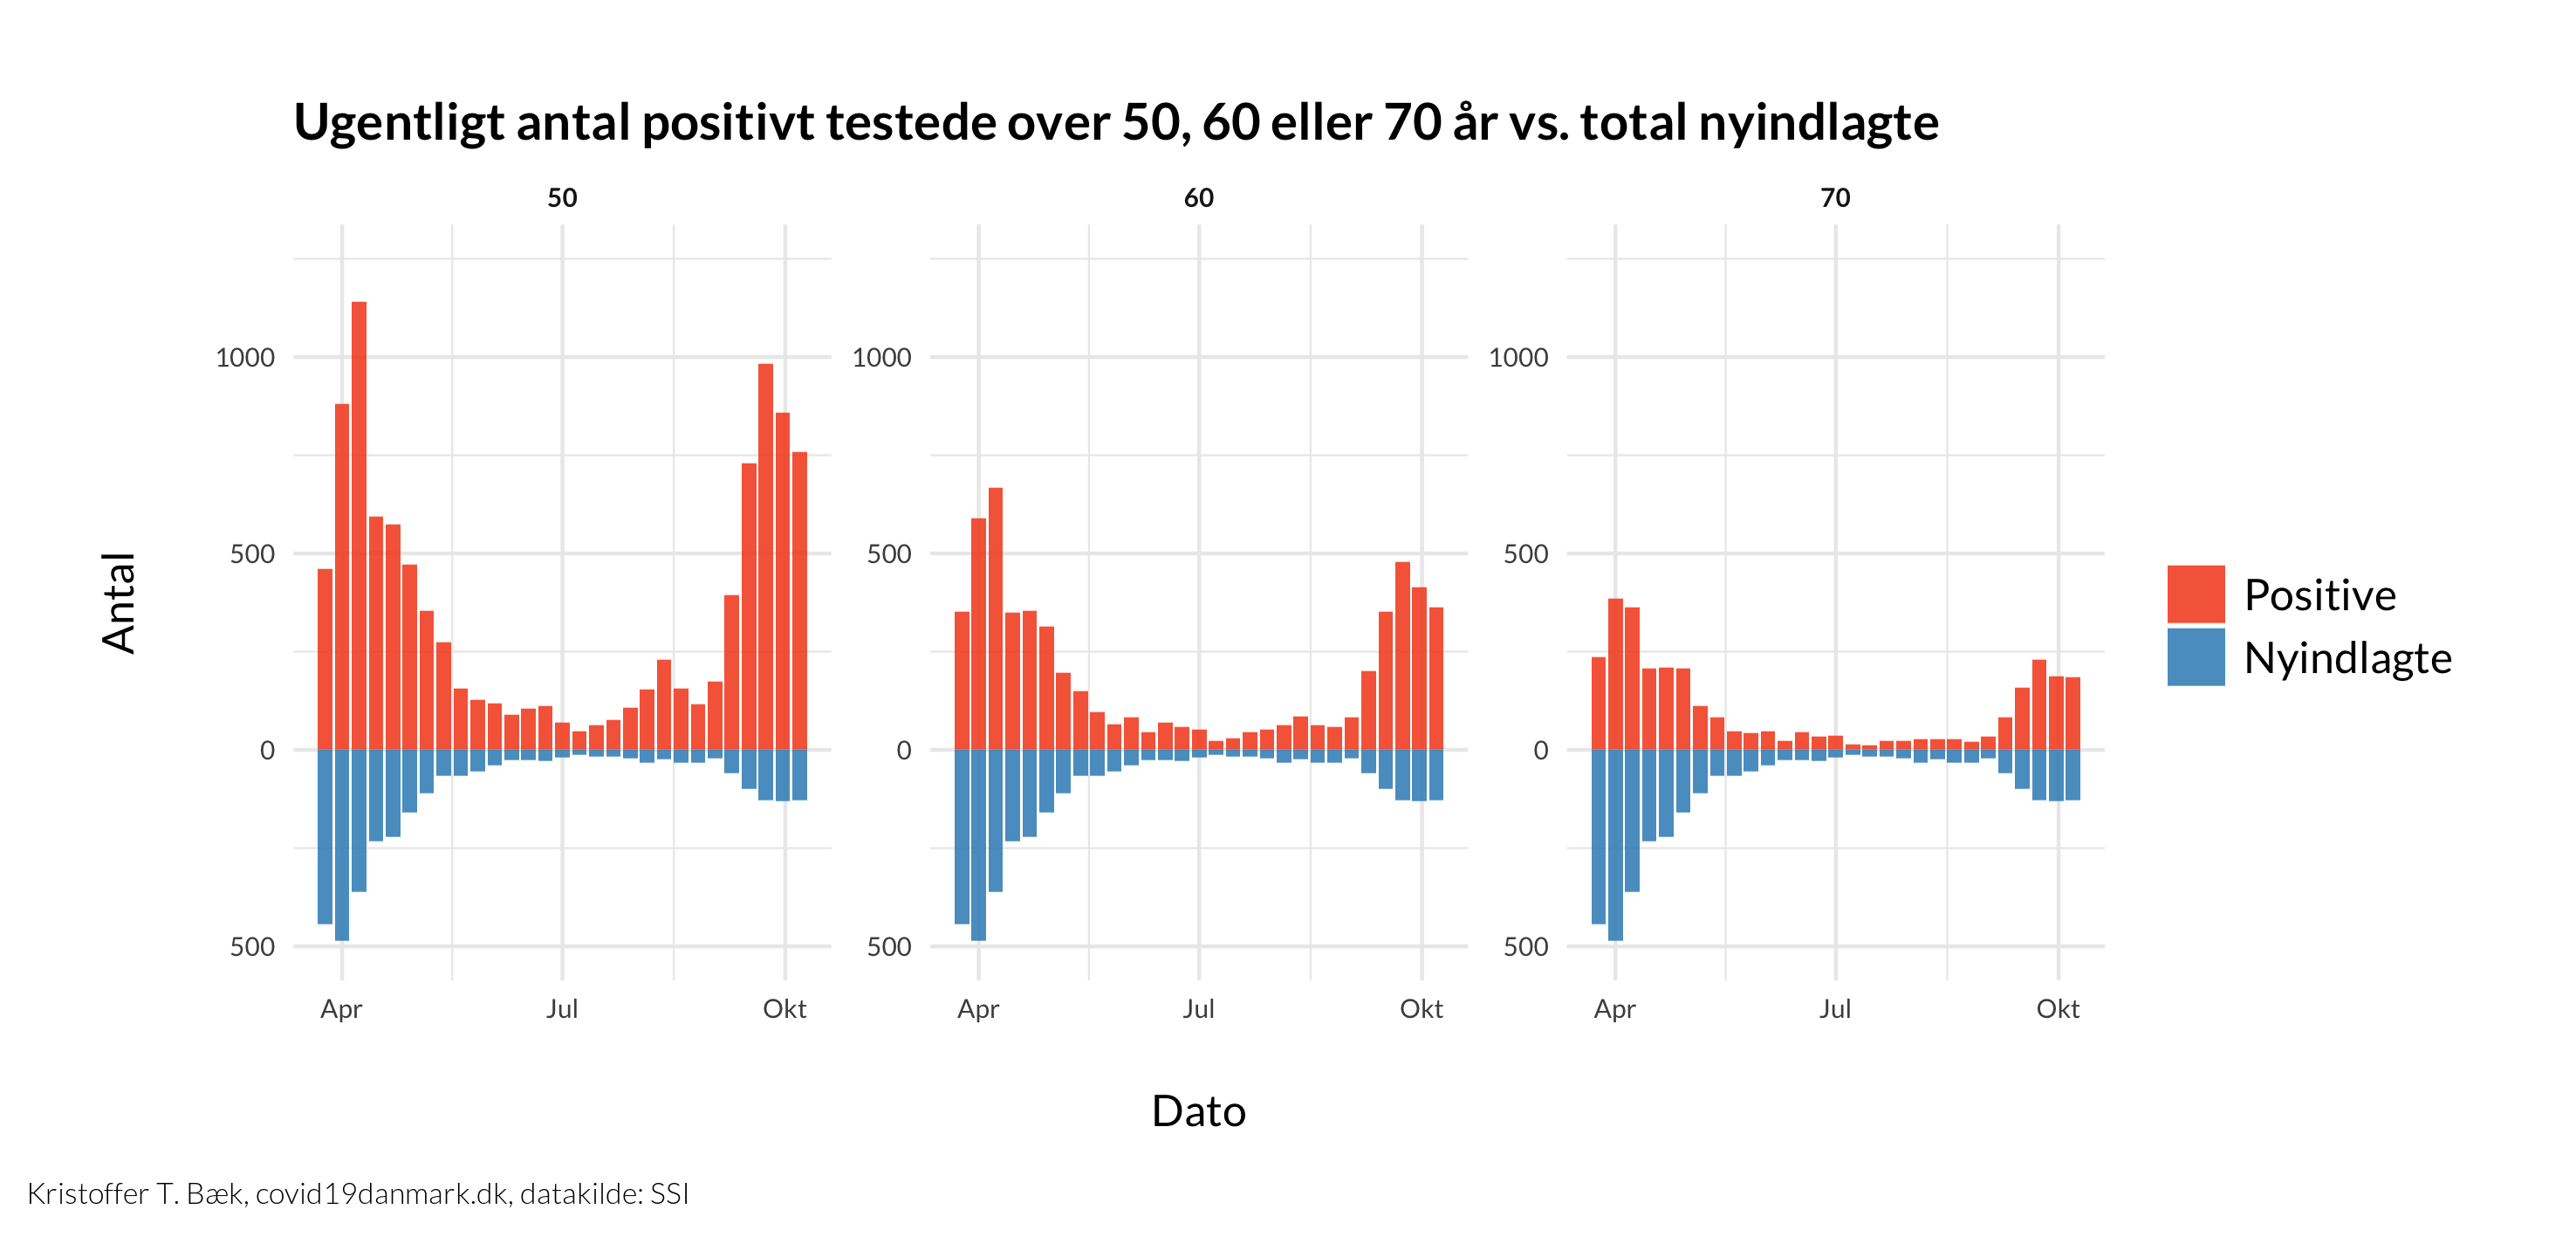 Ugentligt antal positivt testede over 50, 60 eller 70 år vs. total nyindlagte
50 60 70
1000 1000 1000
500 500 500
0 0 0
500 500 500
Antal
Positive
Nyindlagte
Apr Jul Okt Apr Jul Okt Apr Jul Okt
Dato
Kristoffer T. Bæk, covid19danmark.dk, datakilde: SSI